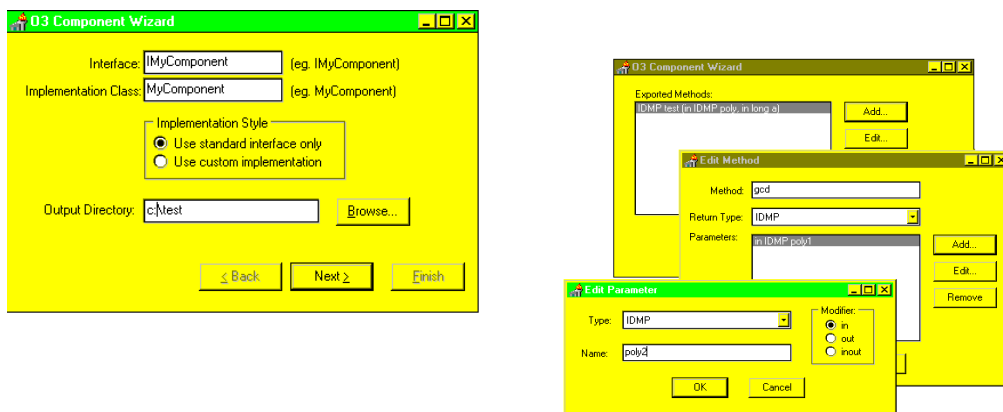 O3 Component Wizard
Interface: IMyComponent (eg. IMyComponent)
Implementation Class: MyComponent (eg. MyComponent)
Implementation Style
Use standard interface only
Use custom implementation
Output Directory: c:\test Browse...
< Back Next > Finish
O3 Component Wizard
Exported Methods:
IDMP test (in IDMP poly, in long a)
Add...
Edit...
Edit Method
Method: gcd
Return Type: IDMP
Parameters: in IDMP poly1
Add...
Edit...
Remove
Edit Parameter
Type: IDMP
Modifier:
in
out
inout
Name: poly2
OK Cancel